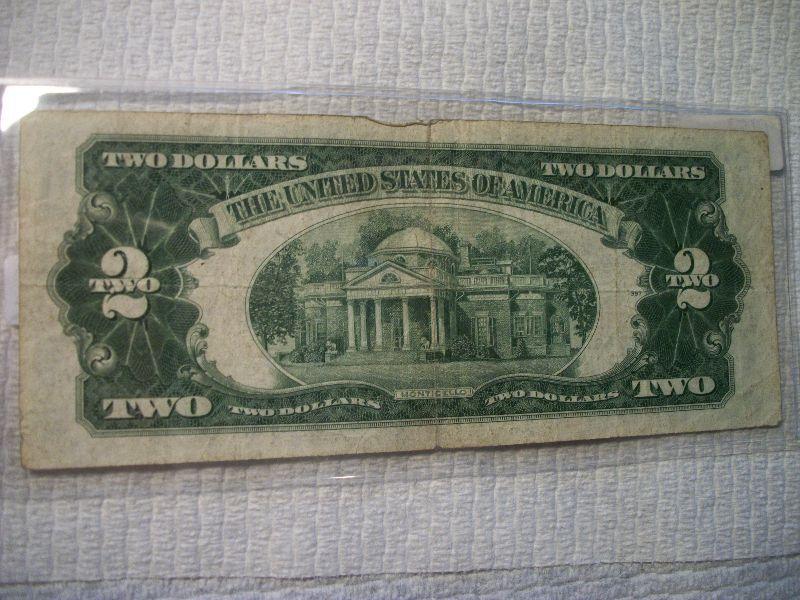 TWO DOLLARS
TWO DOLLARS
THE UNITED STATES OF AMERICA
2
TWO
2
TWO
MONTICELLO
TWO
TWO DOLLARS
TWO DOLLARS
TWO